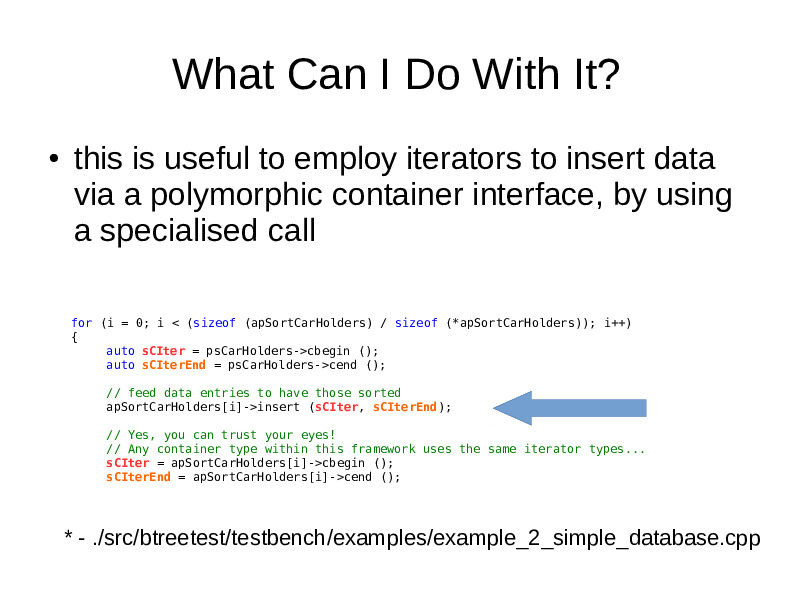 What Can I Do With It?
• this is useful to employ iterators to insert data
via a polymorphic container interface, by using
a specialised call
for (i = 0; i < (sizeof (apSortCarHolders) / sizeof (*apSortCarHolders)); i++)
{
auto sCIter = psCarHolders->cbegin ();
auto sCIterEnd = psCarHolders->cend ();
// feed data entries to have those sorted
apSortCarHolders[i]->insert (sCIter, sCIterEnd);
// Yes, you can trust your eyes!
// Any container type within this framework uses the same iterator types...
sCIter = apSortCarHolders[i]->cbegin ();
sCIterEnd = apSortCarHolders[i]->cend ();
* - ./src/btreetest/testbench/examples/example_2_simple_database.cpp